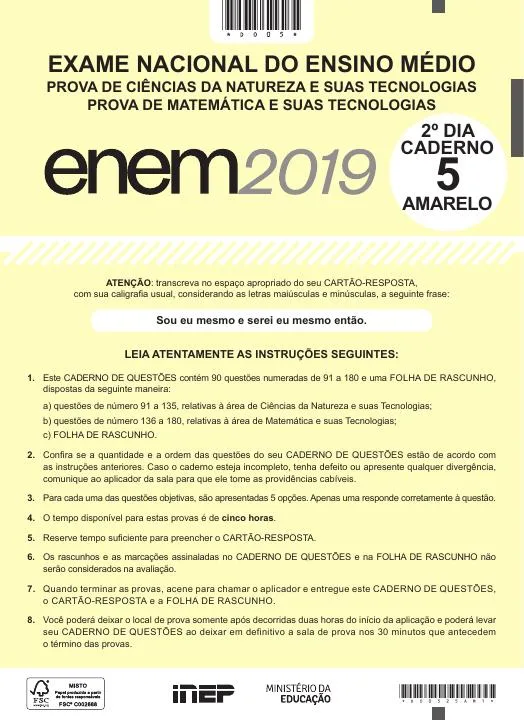 *DO05*
EXAME NACIONAL DO ENSINO MÉDIO
PROVA DE CIÊNCIAS DA NATUREZA E SUAS TECNOLOGIAS
PROVA DE MATEMÁTICA E SUAS TECNOLOGIAS
enem2019
2º DIA
CADERNO
5
AMARELO
ATENÇÃO: transcreva no espaço apropriado do seu CARTÃO-RESPOSTA,
com sua caligrafia usual, considerando as letras maiúsculas e minúsculas, a seguinte frase:
Sou eu mesmo e serei eu mesmo então.
LEIA ATENTAMENTE AS INSTRUÇÕES SEGUINTES:
1. Este CADERNO DE QUESTÕES contém 90 questões numeradas de 91 a 180 e uma FOLHA DE RASCUNHO,
dispostas da seguinte maneira:
a) questões de número 91 a 135, relativas à área de Ciências da Natureza e suas Tecnologias;
b) questões de número 136 a 180, relativas à área de Matemática e suas Tecnologias;
c) FOLHA DE RASCUNHO.
2. Confira se a quantidade e a ordem das questões do seu CADERNO DE QUESTÕES estão de acordo com
as instruções anteriores. Caso o caderno esteja incompleto, tenha defeito ou apresente qualquer divergência,
comunique ao aplicador da sala para que ele tome as providências cabíveis.
3. Para cada uma das questões objetivas, são apresentadas 5 opções. Apenas uma responde corretamente à questão.
4. O tempo disponível para estas provas é de cinco horas.
5. Reserve tempo suficiente para preencher o CARTÃO-RESPOSTA.
6. Os rascunhos e as marcações assinaladas no CADERNO DE QUESTÕES e na FOLHA DE RASCUNHO não
serão considerados na avaliação.
7. Quando terminar as provas, acene para chamar o aplicador e entregue este CADERNO DE QUESTÕES,
o CARTÃO-RESPOSTA e a FOLHA DE RASCUNHO.
8. Você poderá deixar o local de prova somente após decorridas duas horas do início da aplicação e poderá levar
seu CADERNO DE QUESTÕES ao deixar em definitivo a sala de prova nos 30 minutos que antecedem
o término das provas.
FSC
MISTO
Papel produzido a partir
de fontes responsáveis
FSC® C002668
INEP
MINISTÉRIO DA
EDUCAÇÃO